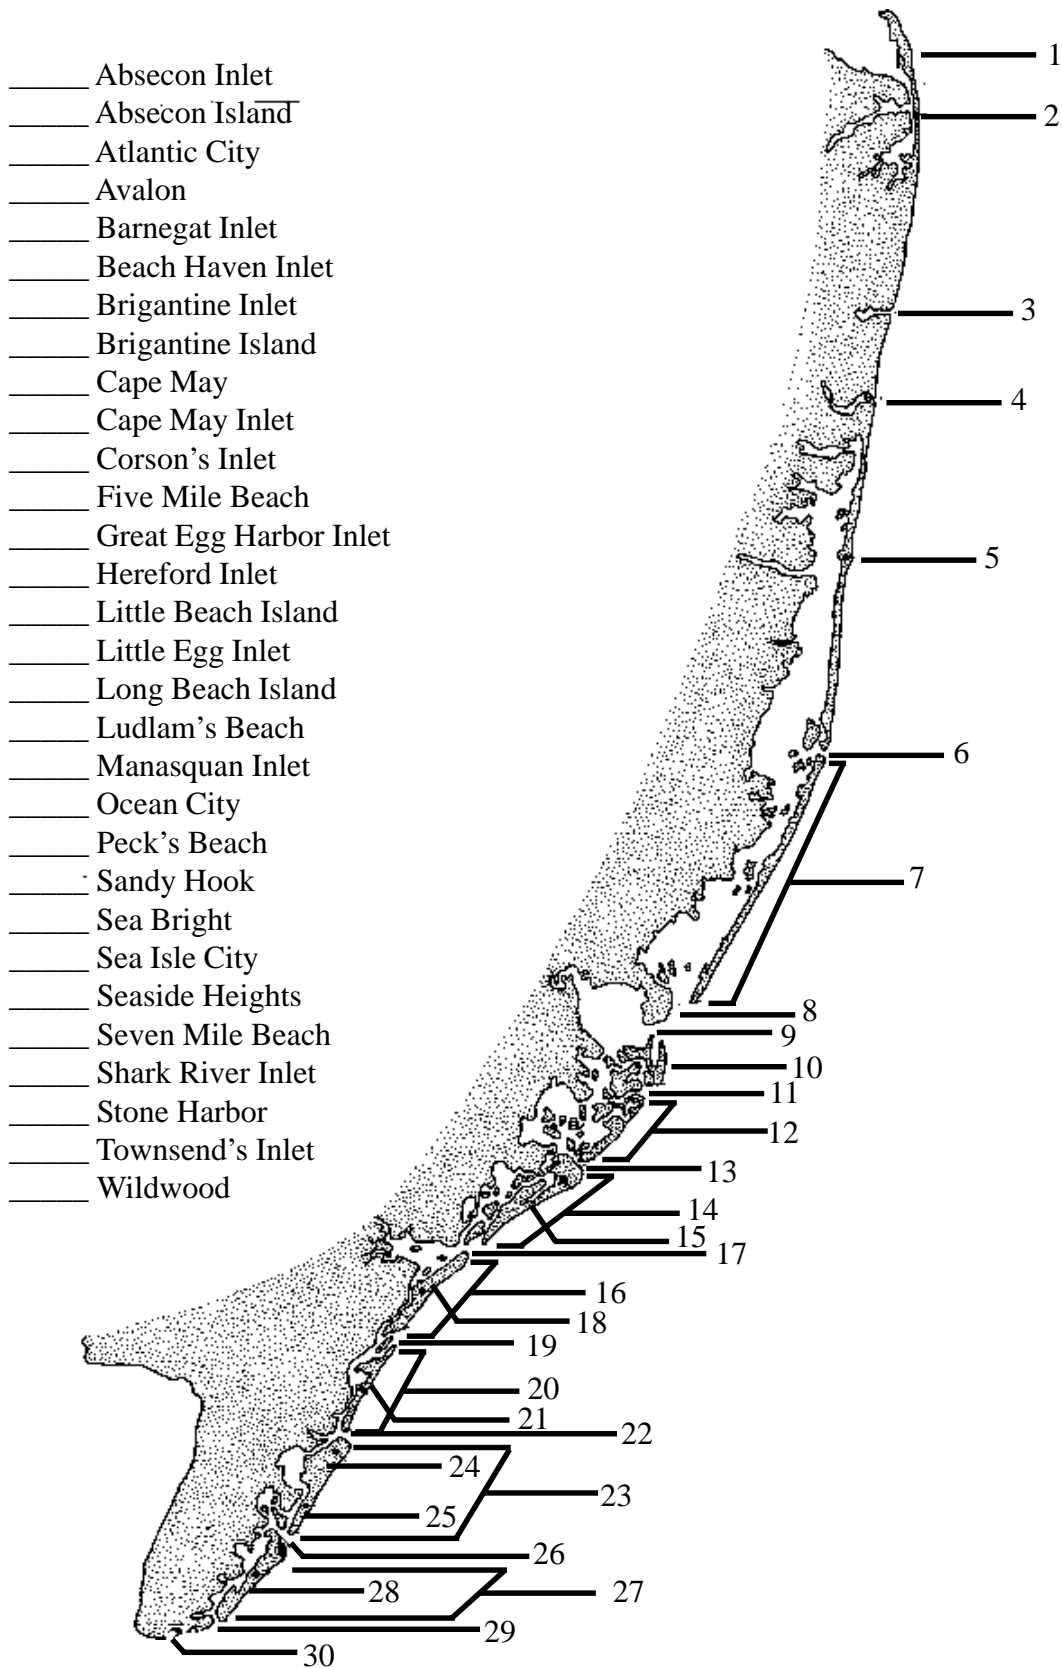 _____ Absecon Inlet
_____ Absecon Island
_____ Atlantic City
_____ Avalon
_____ Barnegat Inlet
_____ Beach Haven Inlet
_____ Brigantine Inlet
_____ Brigantine Island
_____ Cape May
_____ Cape May Inlet
_____ Corson's Inlet
_____ Five Mile Beach
_____ Great Egg Harbor Inlet
_____ Hereford Inlet
_____ Little Beach Island
_____ Little Egg Inlet
_____ Long Beach Island
_____ Ludlam's Beach
_____ Manasquan Inlet
_____ Ocean City
_____ Peck's Beach
_____ Sandy Hook
_____ Sea Bright
_____ Sea Isle City
_____ Seaside Heights
_____ Seven Mile Beach
_____ Shark River Inlet
_____ Stone Harbor
_____ Townsend's Inlet
_____ Wildwood
1
2
3
4
5
6
7
8
9
10
11
12
13
14
15
17
16
18
19
20
21
22
24
23
25
26
28
27
29
30